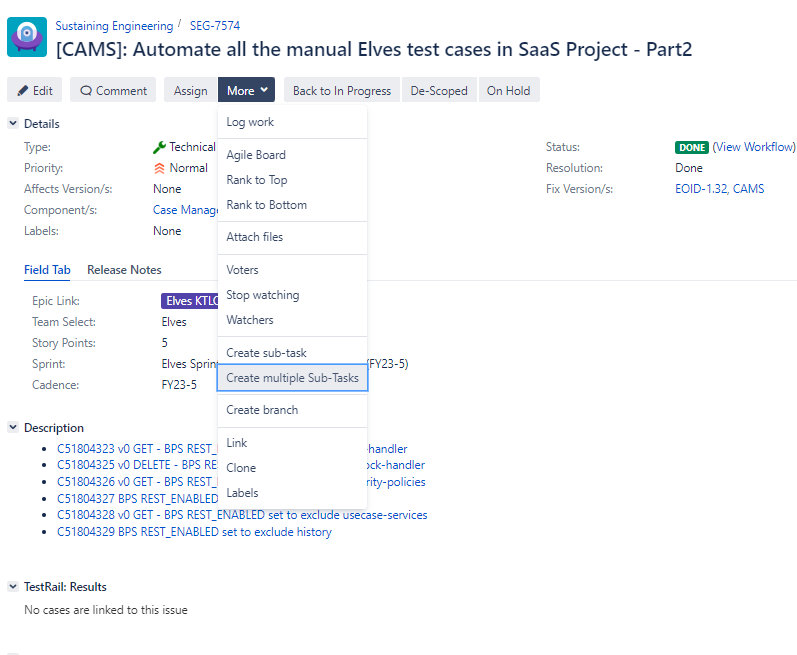 Sustaining Engineering / SEG-7574
[CAMS]: Automate all the manual Elves test cases in SaaS Project - Part2
Edit Comment Assign More Back to In Progress De-Scoped On Hold
Details
Type: Technical
Priority: Normal
Affects Version/s: None
Component/s: Case Manage
Labels: None
Status: DONE (View Workflow)
Resolution: Done
Fix Version/s: EOID-1.32, CAMS
Log work
Agile Board
Rank to Top
Rank to Bottom
Attach files
Voters
Stop watching
Watchers
Create sub-task
Create multiple Sub-Tasks
Create branch
Link
Clone
Labels
Field Tab Release Notes
Epic Link: Elves KTLO
Team Select: Elves
Story Points: 5
Sprint: Elves Sprin (FY23-5)
Cadence: FY23-5
Description
C51804323 v0 GET - BPS REST_ -handler
C51804325 v0 DELETE - BPS RE ock-handler
C51804326 v0 GET - BPS REST_ rity-policies
C51804327 BPS REST_ENABLED
C51804328 v0 GET - BPS REST_ENABLED set to exclude usecase-services
C51804329 BPS REST_ENABLED set to exclude history
TestRail: Results
No cases are linked to this issue